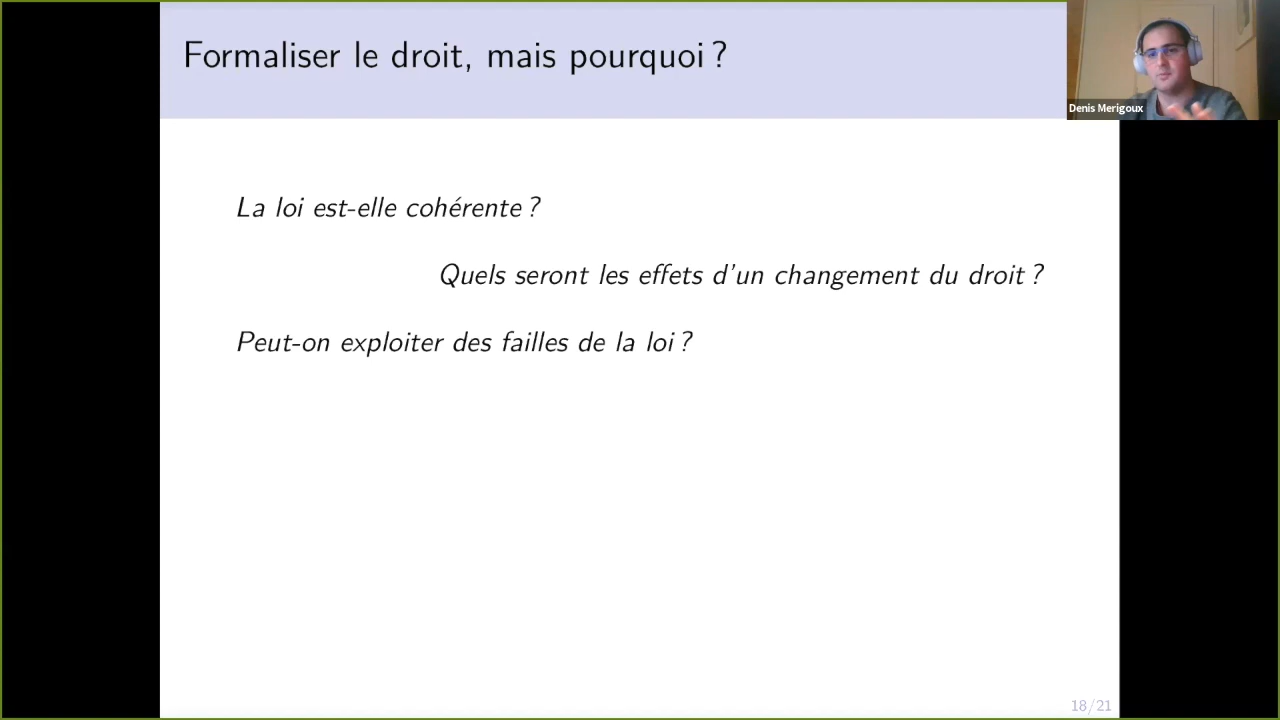 Formaliser le droit, mais pourquoi ?
Denis Merigoux
La loi est-elle cohérente ?
Quels seront les effets d'un changement du droit ?
Peut-on exploiter des failles de la loi ?
18/21